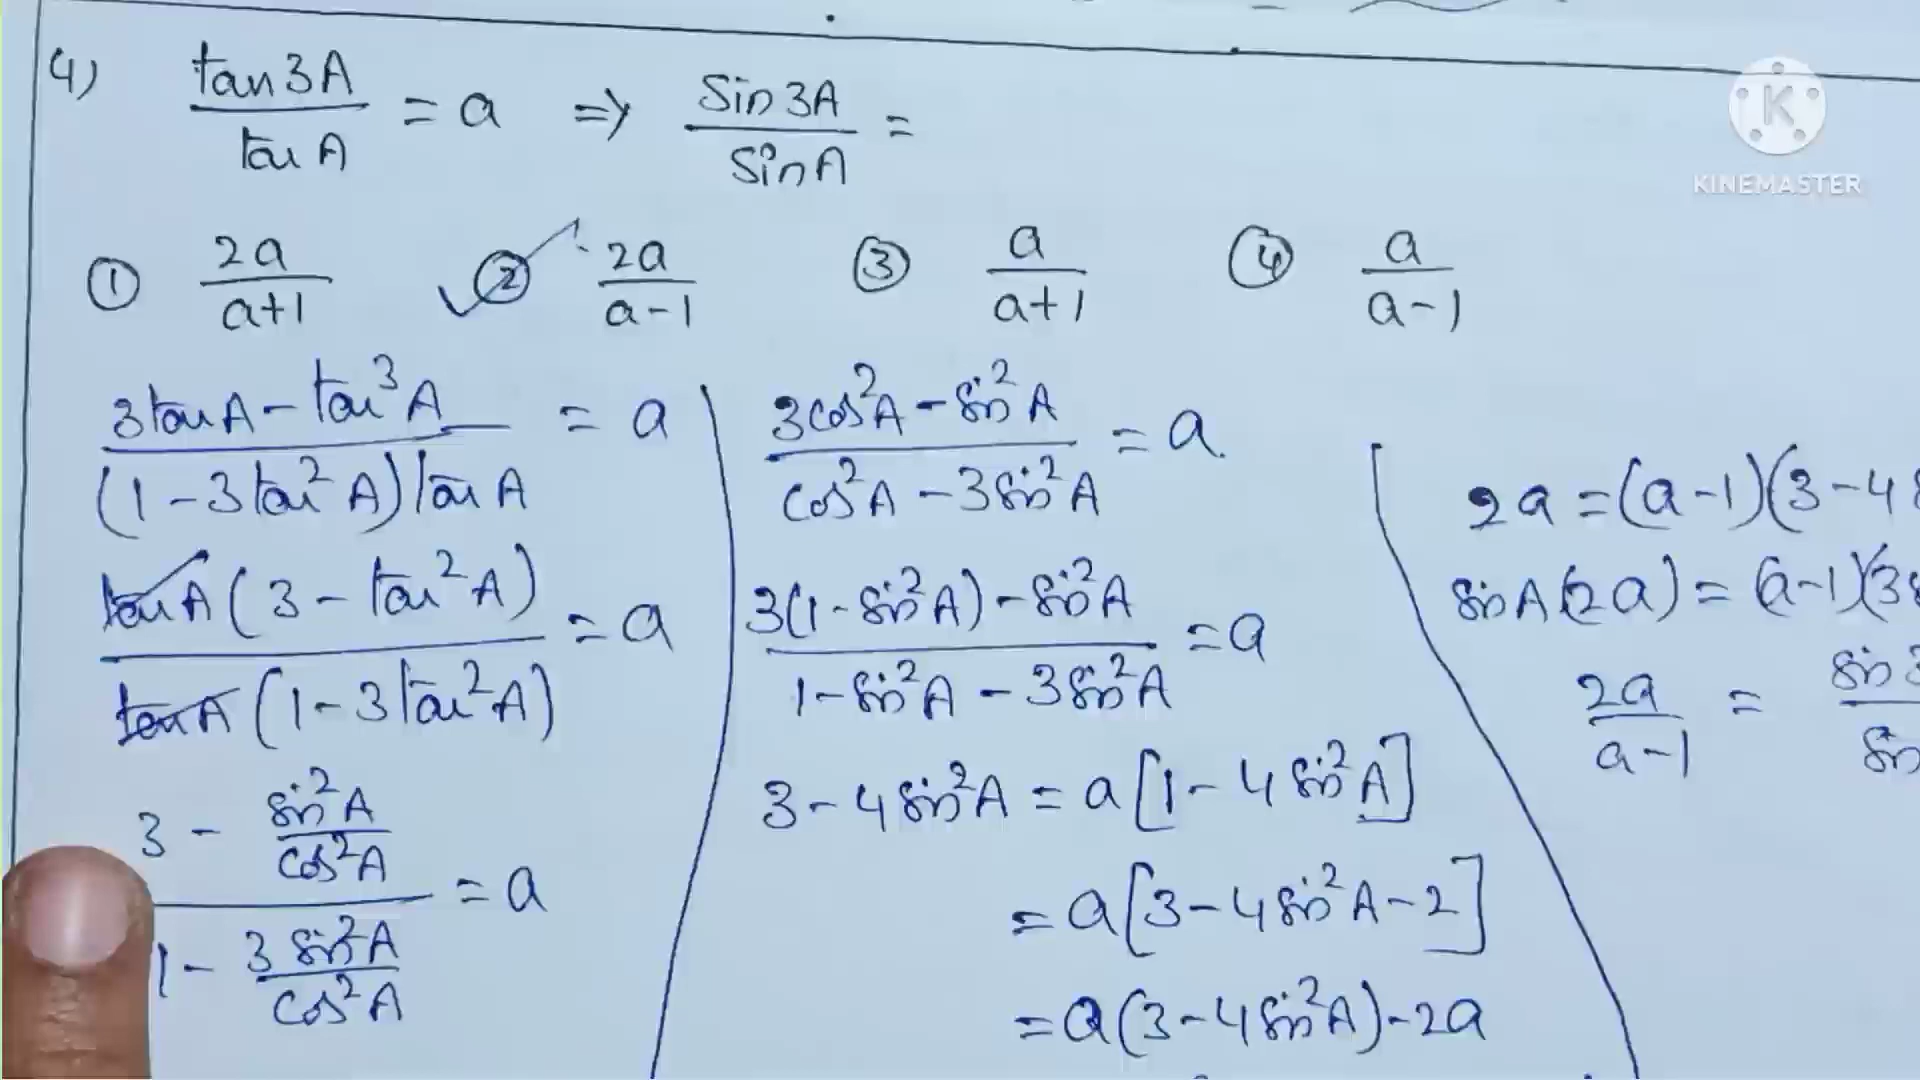 4) tan3A/tanA = a ⇒ Sin3A/SinA =
① 2a/a+1 ② 2a/a-1 ③ a/a+1 ④ a/a-1
3tanA - tan³A/(1-3tan²A)tanA = a
tanA(3-tan²A)/tanA(1-3tan²A) = a
3 - sin²A/cos²A / 1 - 3sin²A/cos²A = a
3cos²A - sin²A/cos²A - 3sin²A = a.
3(1-sin²A)-sin²A/1-sin²A - 3sin²A = a
3-4sin²A = a[1-4sin²A]
= a[3-4sin²A-2]
= a(3-4sin²A)-2a
2a = (a-1)(3-4
sinA(2a) = (a-1)(3
2a/a-1 = sin3/sin
KINEMASTER